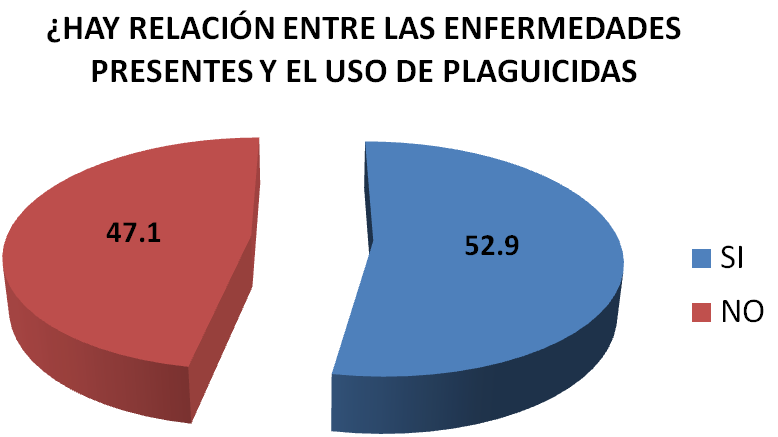 ¿HAY RELACIÓN ENTRE LAS ENFERMEDADES
PRESENTES Y EL USO DE PLAGUICIDAS
47.1
52.9
SI
NO